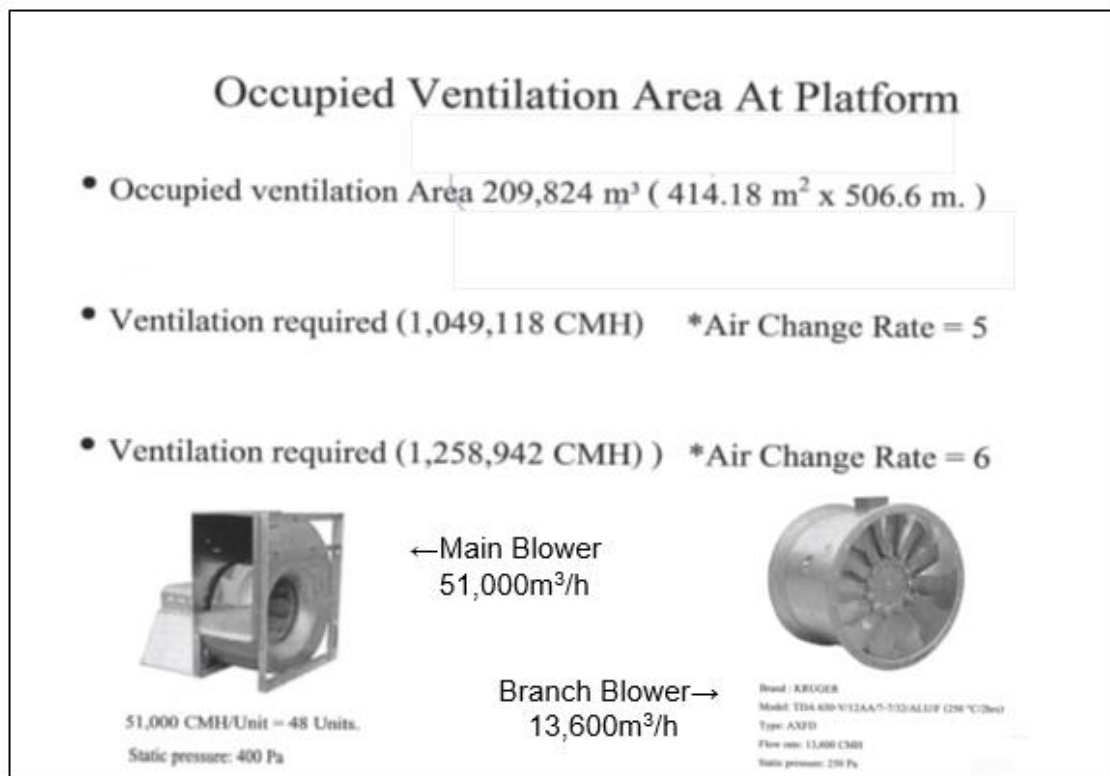 Occupied Ventilation Area At Platform
• Occupied ventilation Area 209,824 m³ ( 414.18 m² x 506.6 m. )
• Ventilation required (1,049,118 CMH) *Air Change Rate = 5
• Ventilation required (1,258,942 CMH) ) *Air Change Rate = 6
←Main Blower
51,000m³/h
Branch Blower→
13,600m³/h
51,000 CMH/Unit = 48 Units.
Static pressure: 400 Pa
Brand : KRUGER
Model: TDA
Type: AXFD
Flow rate: 13,600 CMH
Static pressure: 250 Pa